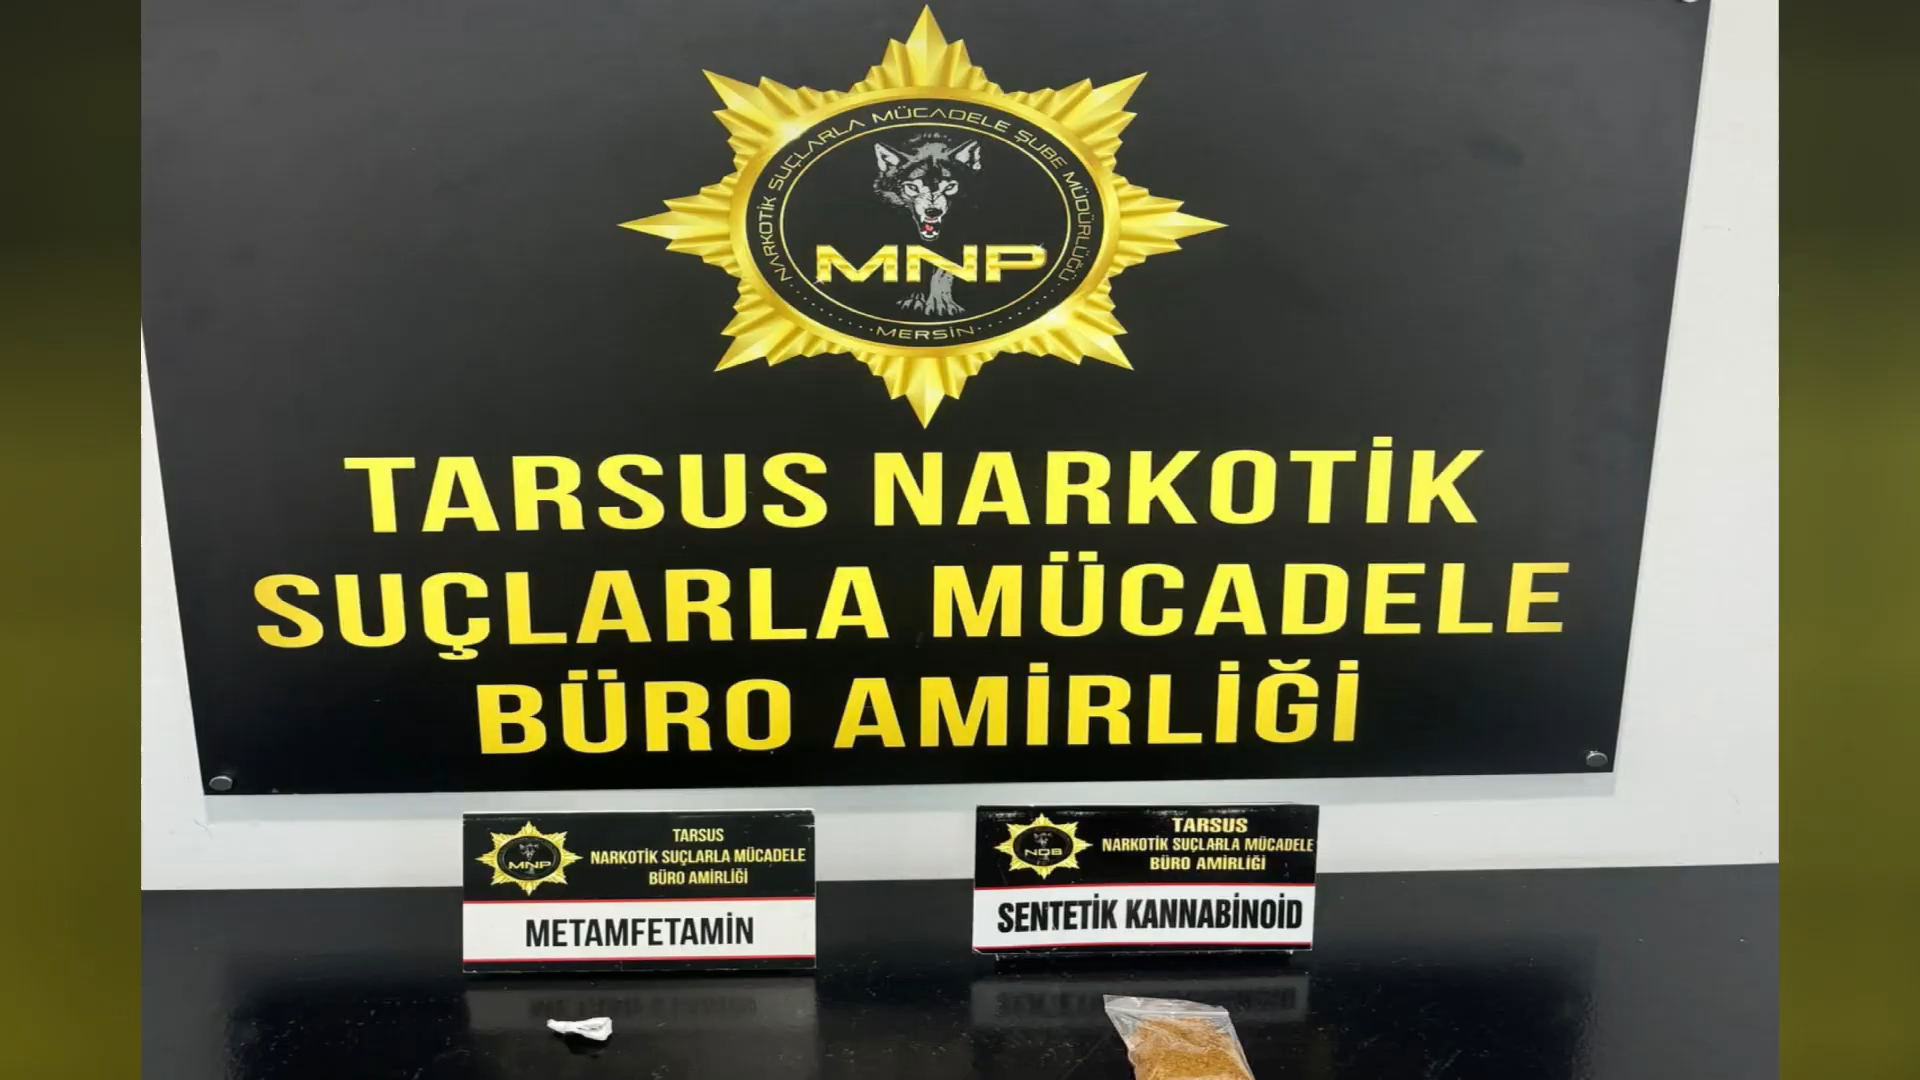 NARKOTİK SUÇLARLA MÜCADELE ŞUBE MÜDÜRLÜĞÜ
MNP
MERSİN
TARSUS NARKOTİK
SUÇLARLA MÜCADELE
BÜRO AMİRLİĞİ
MNP
TARSUS
NARKOTİK SUÇLARLA MÜCADELE
BÜRO AMİRLİĞİ
METAMFETAMİN
NDB
TARSUS
NARKOTİK SUÇLARLA MÜCADELE
BÜRO AMİRLİĞİ
SENTETİK KANNABİNOİD